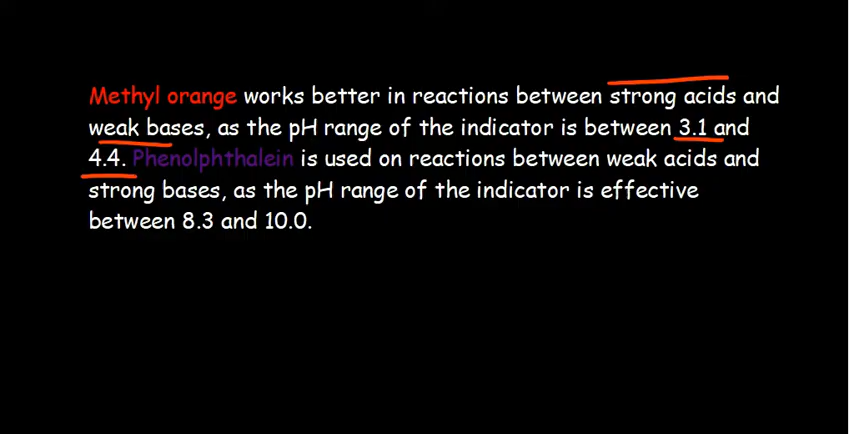 Methyl orange works better in reactions between strong acids and
weak bases, as the pH range of the indicator is between 3.1 and
4.4. Phenolphthalein is used on reactions between weak acids and
strong bases, as the pH range of the indicator is effective
between 8.3 and 10.0.